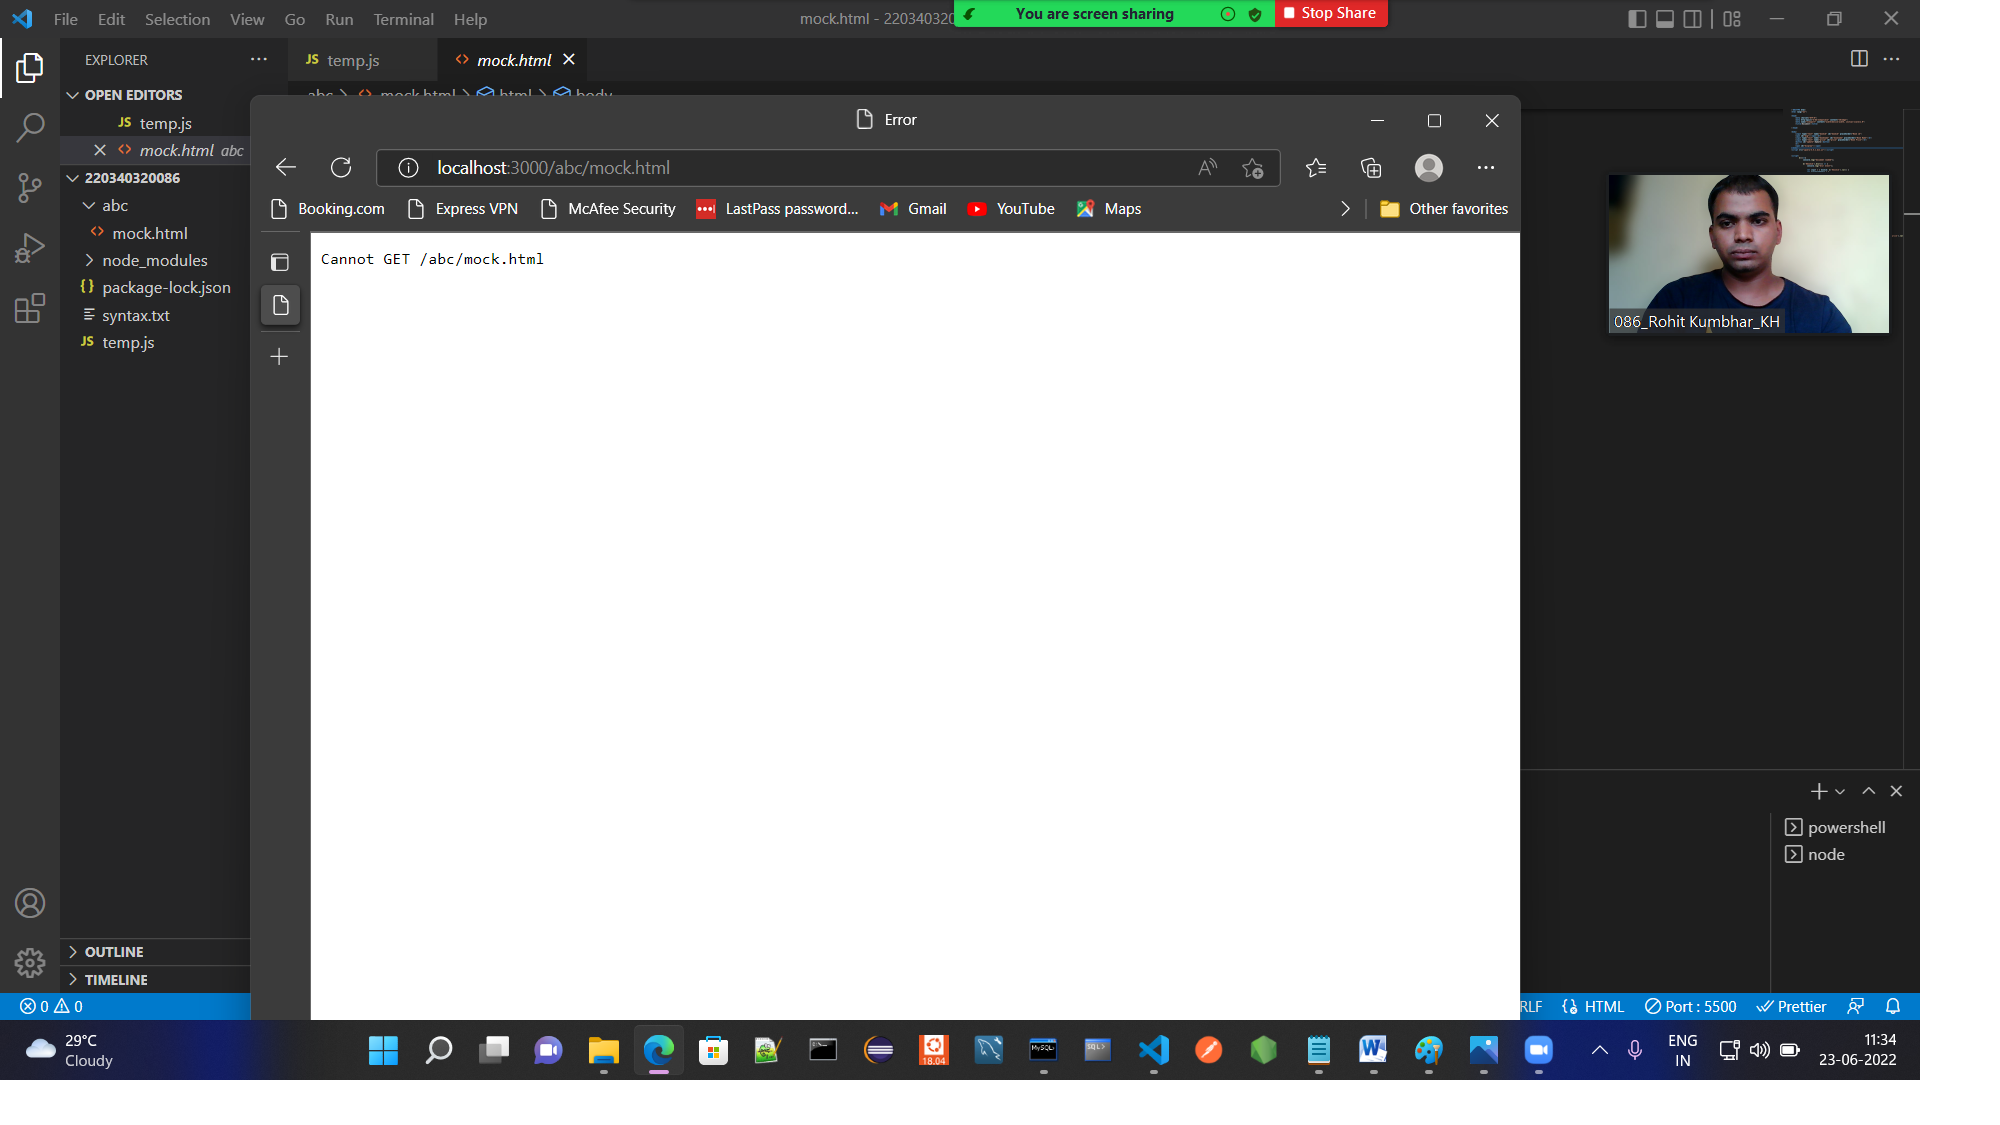 File Edit Selection View Go Run Terminal Help
mock.html - 220340320
You are screen sharing
Stop Share
EXPLORER
JS temp.js
<> mock.html
OPEN EDITORS
abc > <> mock.html > html > body
JS temp.js
<> mock.html abc
220340320086
abc
<> mock.html
node_modules
{} package-lock.json
syntax.txt
JS temp.js
Error
localhost:3000/abc/mock.html
Booking.com
Express VPN
McAfee Security
LastPass password...
Gmail
YouTube
Maps
Other favorites
Cannot GET /abc/mock.html
086_Rohit Kumbhar_KH
powershell
node
OUTLINE
TIMELINE
0 0
RLF
HTML
Port : 5500
Prettier
29°C
Cloudy
18.04
MySQL>
SQL>
ENG
IN
11:34
23-06-2022